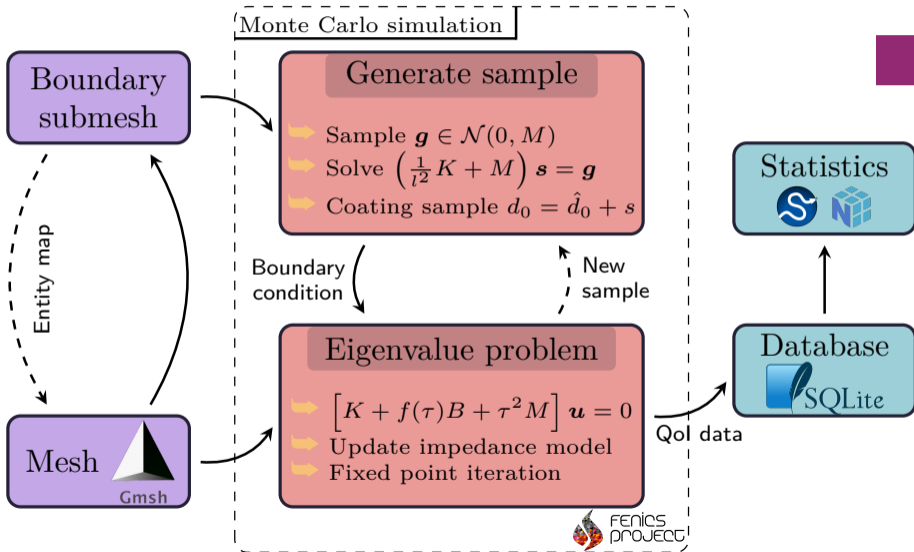 Monte Carlo simulation
Boundary
submesh
Generate sample
Sample g ∈ N(0, M)
Solve (1/l² K + M) s = g
Coating sample d₀ = d̂₀ + s
Statistics
S
N
Entity map
Boundary
condition
New
sample
Mesh
Gmsh
Eigenvalue problem
[K + f(τ)B + τ²M] u = 0
Update impedance model
Fixed point iteration
QoI data
Database
SQLite
FENICS
PROJECT